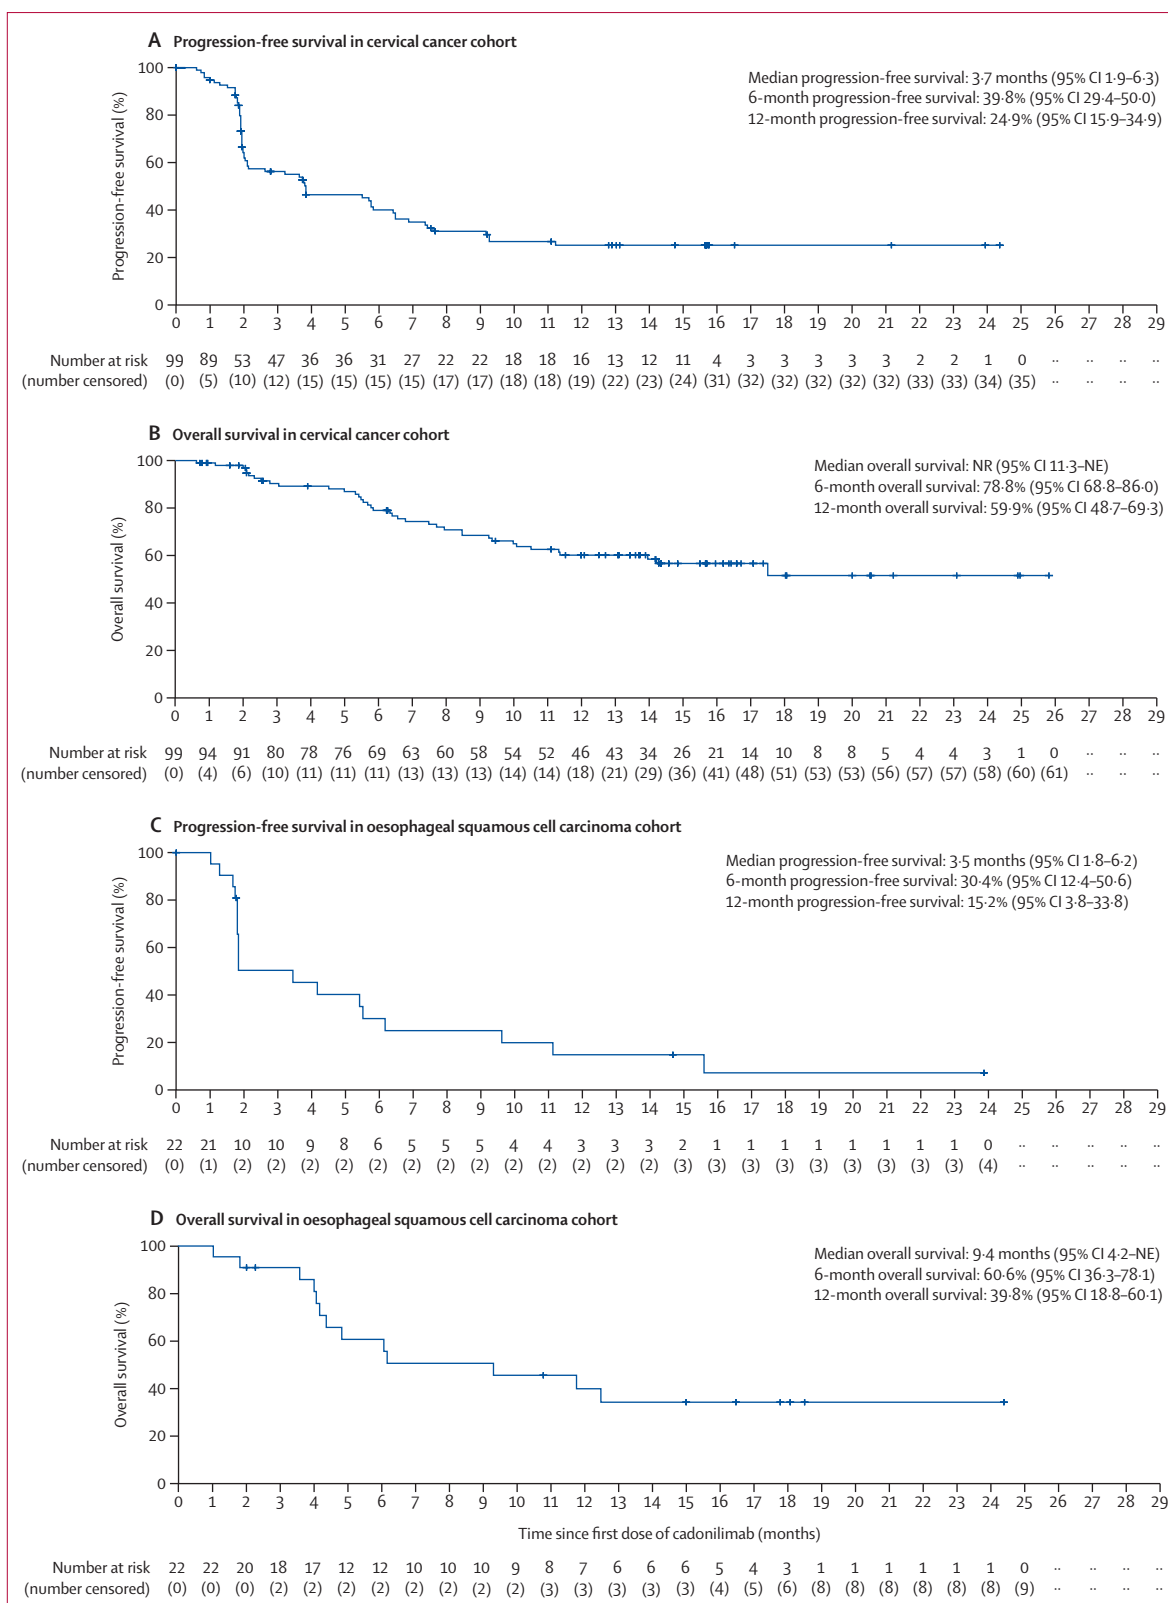 A Progression-free survival in cervical cancer cohort
Median progression-free survival: 3·7 months (95% CI 1·9–6·3)
6-month progression-free survival: 39·8% (95% CI 29·4–50·0)
12-month progression-free survival: 24·9% (95% CI 15·9–34·9)
Progression-free survival (%)
100
80
60
40
20
0
0 1 2 3 4 5 6 7 8 9 10 11 12 13 14 15 16 17 18 19 20 21 22 23 24 25 26 27 28 29
Number at risk 99 89 53 47 36 36 31 27 22 22 18 18 16 13 12 11 4 3 3 3 3 3 2 2 1 0 ·· ·· ·· ··
(number censored) (0) (5) (10) (12) (15) (15) (15) (15) (17) (17) (18) (18) (19) (22) (23) (24) (31) (32) (32) (32) (32) (32) (33) (33) (34) (35) ·· ·· ·· ··
B Overall survival in cervical cancer cohort
Median overall survival: NR (95% CI 11·3–NE)
6-month overall survival: 78·8% (95% CI 68·8–86·0)
12-month overall survival: 59·9% (95% CI 48·7–69·3)
Overall survival (%)
100
80
60
40
20
0
0 1 2 3 4 5 6 7 8 9 10 11 12 13 14 15 16 17 18 19 20 21 22 23 24 25 26 27 28 29
Number at risk 99 94 91 80 78 76 69 63 60 58 54 52 46 43 34 26 21 14 10 8 8 5 4 4 3 1 0 ·· ·· ··
(number censored) (0) (4) (6) (10) (11) (11) (11) (13) (13) (13) (14) (14) (18) (21) (29) (36) (41) (48) (51) (53) (53) (56) (57) (57) (58) (60) (61) ·· ·· ··
C Progression-free survival in oesophageal squamous cell carcinoma cohort
Median progression-free survival: 3·5 months (95% CI 1·8–6·2)
6-month progression-free survival: 30·4% (95% CI 12·4–50·6)
12-month progression-free survival: 15·2% (95% CI 3·8–33·8)
Progression-free survival (%)
100
80
60
40
20
0
0 1 2 3 4 5 6 7 8 9 10 11 12 13 14 15 16 17 18 19 20 21 22 23 24 25 26 27 28 29
Number at risk 22 21 10 10 9 8 6 5 5 5 4 4 3 3 3 2 1 1 1 1 1 1 1 1 0 ·· ·· ·· ·· ··
(number censored) (0) (1) (2) (2) (2) (2) (2) (2) (2) (2) (2) (2) (2) (2) (2) (3) (3) (3) (3) (3) (3) (3) (3) (3) (4) ·· ·· ·· ·· ··
D Overall survival in oesophageal squamous cell carcinoma cohort
Median overall survival: 9·4 months (95% CI 4·2–NE)
6-month overall survival: 60·6% (95% CI 36·3–78·1)
12-month overall survival: 39·8% (95% CI 18·8–60·1)
Overall survival (%)
100
80
60
40
20
0
0 1 2 3 4 5 6 7 8 9 10 11 12 13 14 15 16 17 18 19 20 21 22 23 24 25 26 27 28 29
Time since first dose of cadonilimab (months)
Number at risk 22 22 20 18 17 12 12 10 10 10 9 8 7 6 6 6 5 4 3 1 1 1 1 1 1 0 ·· ·· ·· ··
(number censored) (0) (0) (0) (2) (2) (2) (2) (2) (2) (2) (2) (3) (3) (3) (3) (3) (4) (5) (6) (8) (8) (8) (8) (8) (8) (9) ·· ·· ·· ··